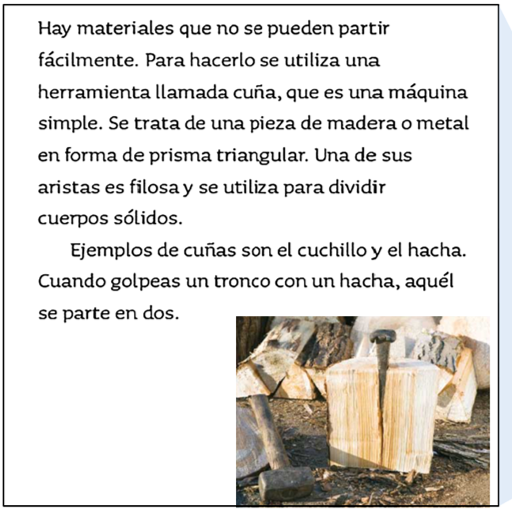 Hay materiales que no se pueden partir
fácilmente. Para hacerlo se utiliza una
herramienta llamada cuña, que es una máquina
simple. Se trata de una pieza de madera o metal
en forma de prisma triangular. Una de sus
aristas es filosa y se utiliza para dividir
cuerpos sólidos.
Ejemplos de cuñas son el cuchillo y el hacha.
Cuando golpeas un tronco con un hacha, aquél
se parte en dos.